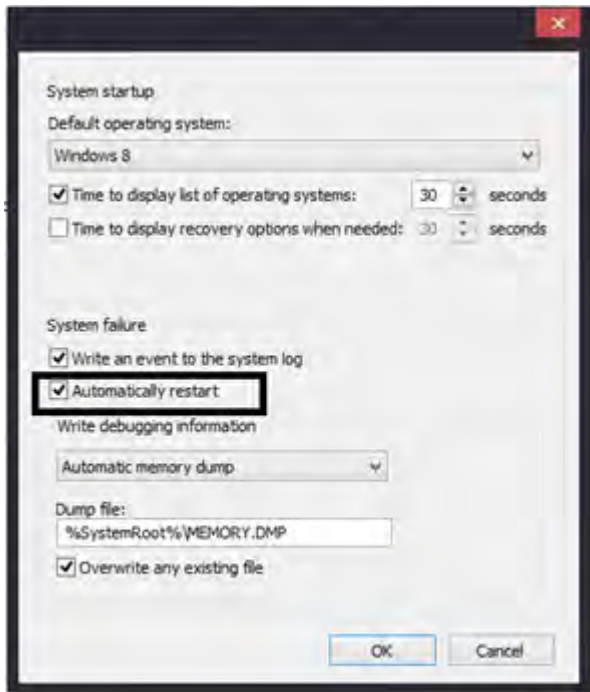 System startup
Default operating system:
Windows 8
Time to display list of operating systems: 30 seconds
Time to display recovery options when needed: 30 seconds
System failure
Write an event to the system log
Automatically restart
Write debugging information
Automatic memory dump
Dump file:
%SystemRoot%\MEMORY.DMP
Overwrite any existing file
OK Cancel